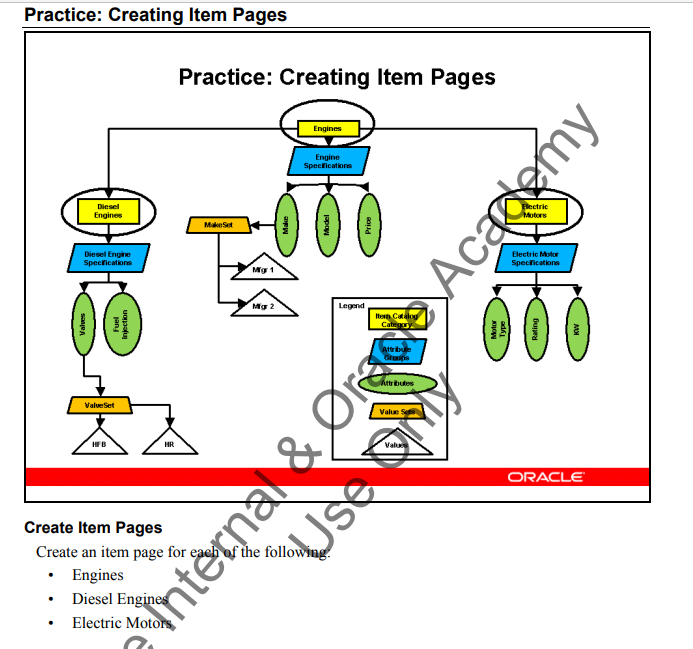 Practice: Creating Item Pages
Practice: Creating Item Pages
Engines
Engine
Specifications
Diesel
Engines
Electric
Motors
MakeSet
Make
Model
Price
Diesel Engine
Specifications
Electric Motor
Specifications
Mfgr 1
Mfgr 2
Valves
Fuel
Injection
Motor
Type
Rating
KW
Legend
Item Catalog
Category
Attribute
Groups
Attributes
Value Sets
Values
ValveSet
HFB
HR
ORACLE
Create Item Pages
Create an item page for each of the following:
• Engines
• Diesel Engines
• Electric Motors
Internal & Oracle Academy
Use Only